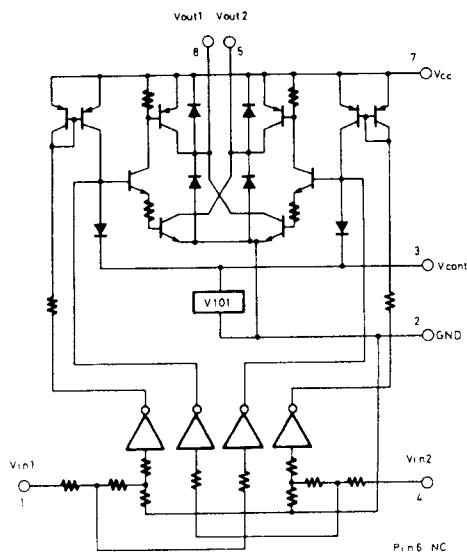 Vout1 Vout2
8 5
7
Vcc
3
Vcont
V101
2
GND
Vin1
1
Vin2
4
Pin6 NC